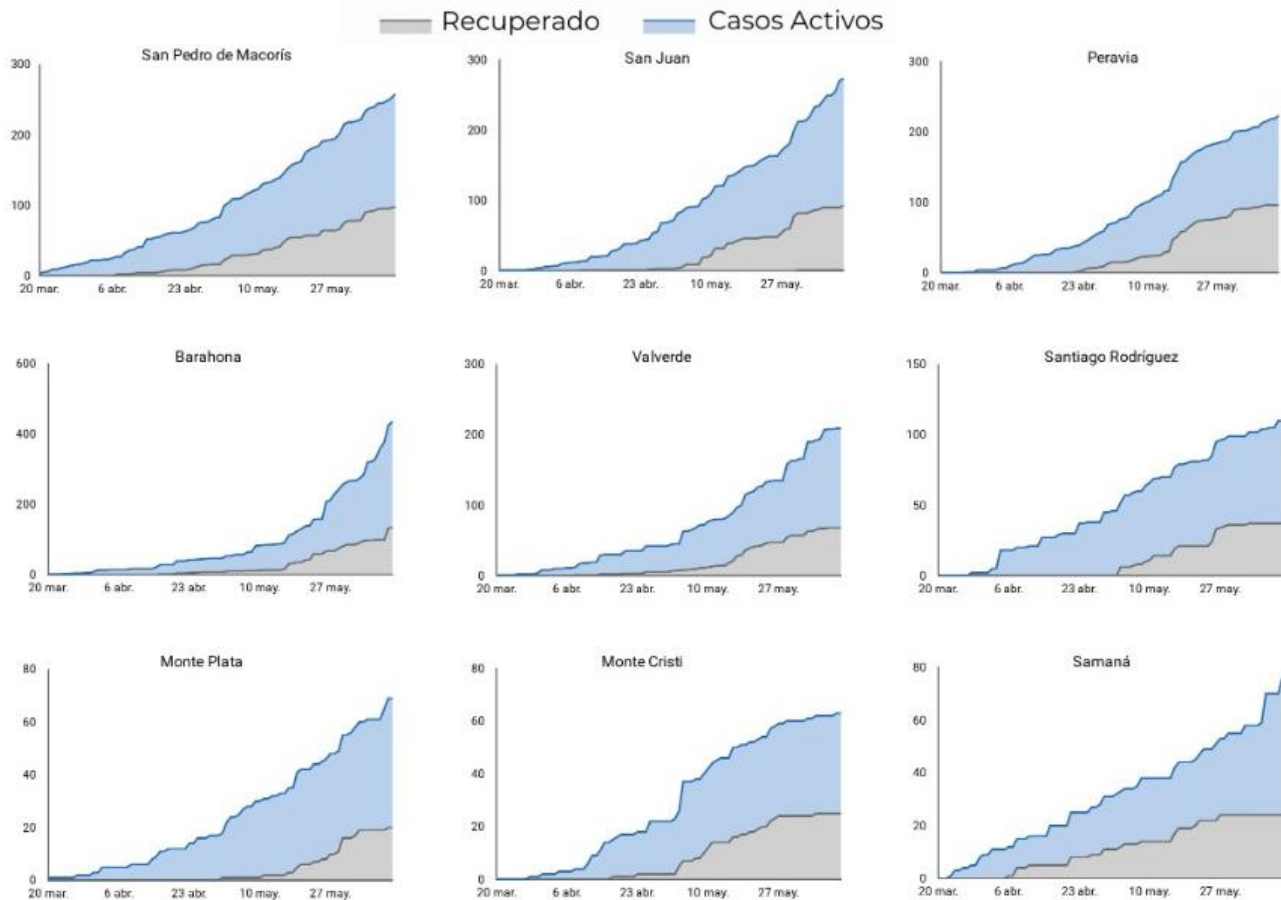 Recuperado Casos Activos
San Pedro de Macorís
300
200
100
0
20 mar. 6 abr. 23 abr. 10 may. 27 may.
San Juan
300
200
100
0
20 mar. 6 abr. 23 abr. 10 may. 27 may.
Peravia
300
200
100
0
20 mar. 6 abr. 23 abr. 10 may. 27 may.
Barahona
600
400
200
0
20 mar. 6 abr. 23 abr. 10 may. 27 may.
Valverde
300
200
100
0
20 mar. 6 abr. 23 abr. 10 may. 27 may.
Santiago Rodríguez
150
100
50
0
20 mar. 6 abr. 23 abr. 10 may. 27 may.
Monte Plata
80
60
40
20
0
20 mar. 6 abr. 23 abr. 10 may. 27 may.
Monte Cristi
80
60
40
20
0
20 mar. 6 abr. 23 abr. 10 may. 27 may.
Samaná
80
60
40
20
0
20 mar. 6 abr. 23 abr. 10 may. 27 may.